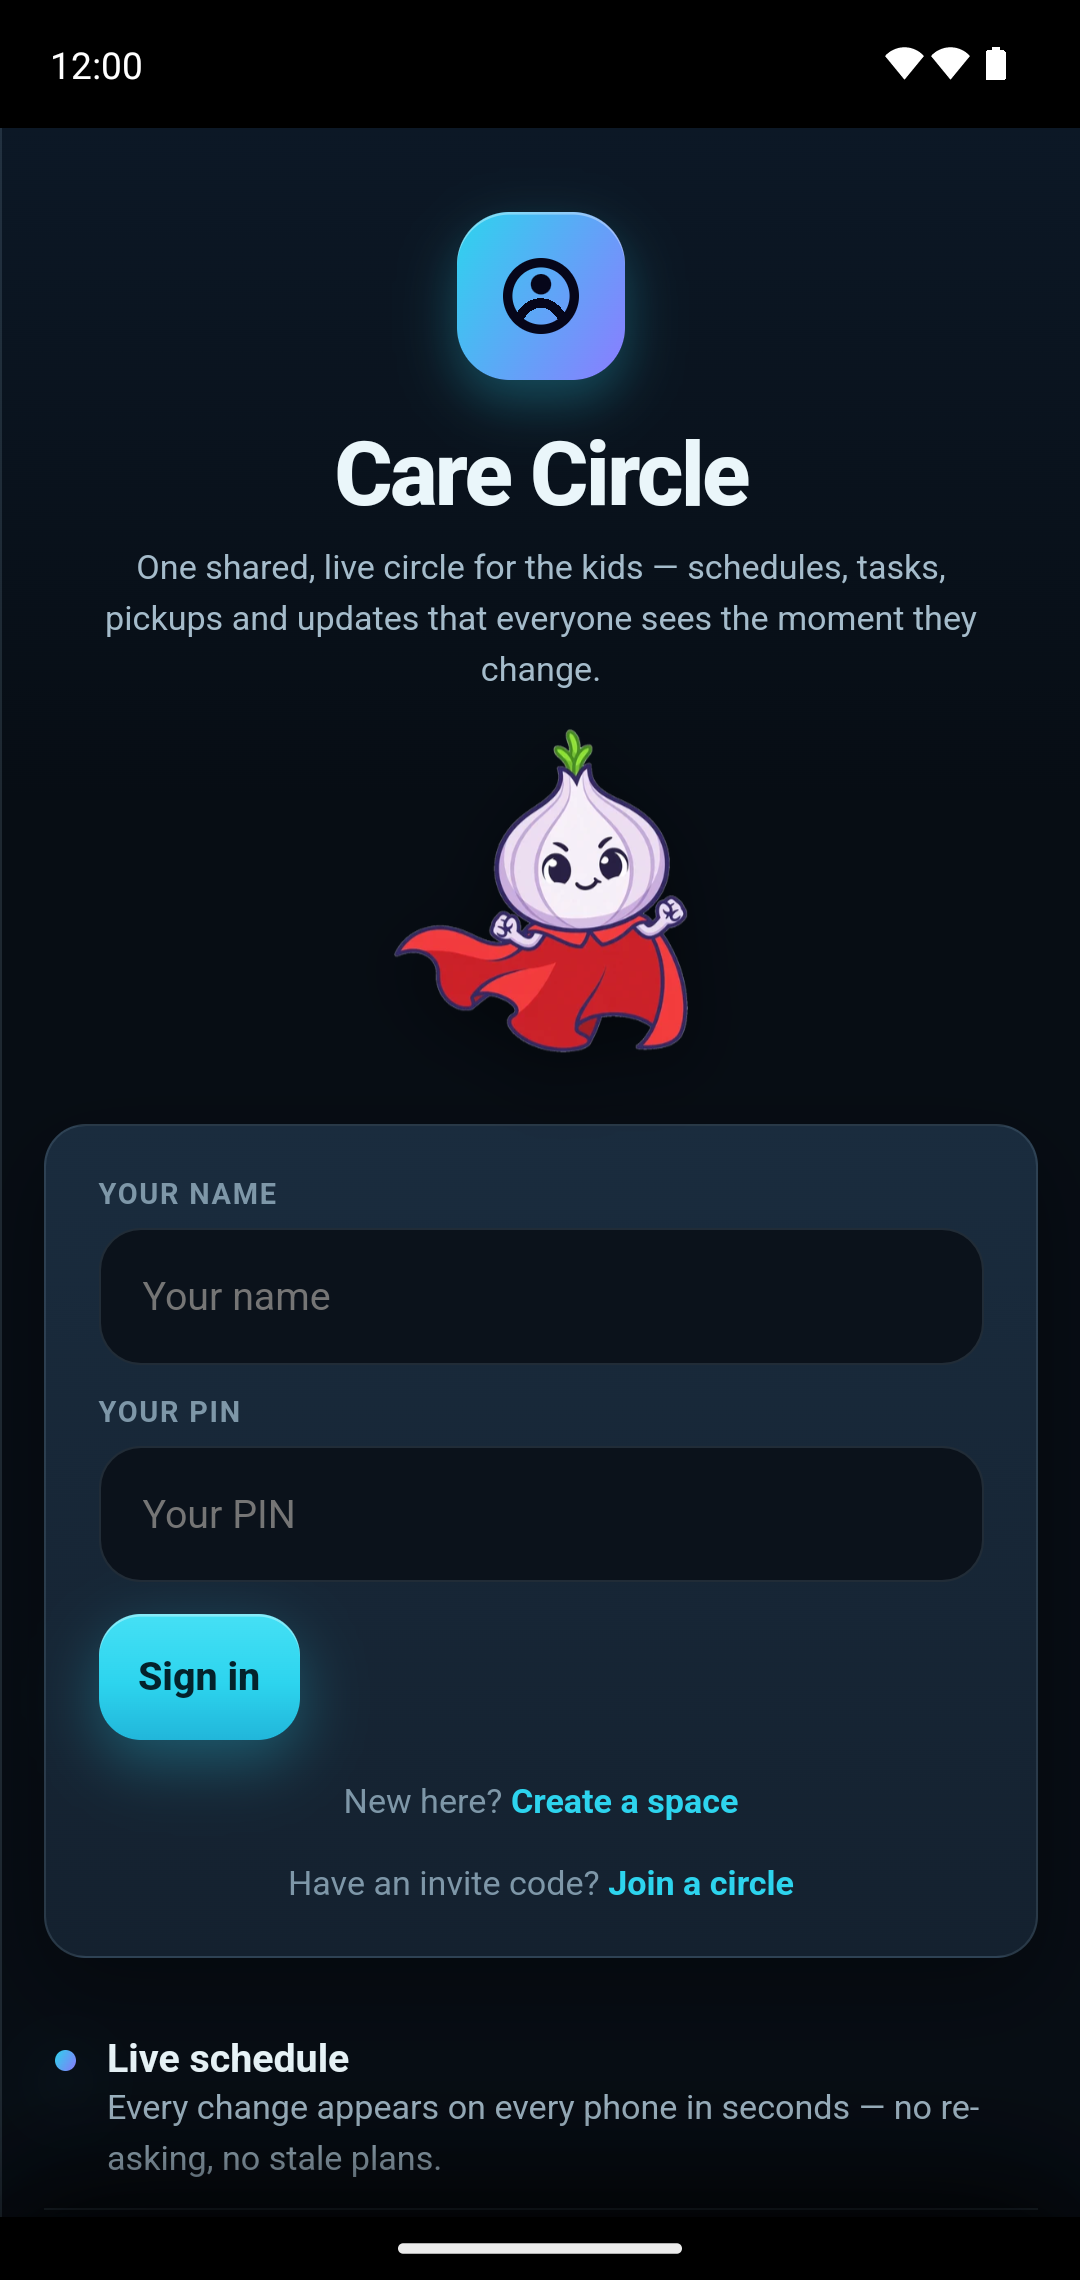 12:00
Care Circle
One shared, live circle for the kids — schedules, tasks,
pickups and updates that everyone sees the moment they
change.
YOUR NAME
Your name
YOUR PIN
Your PIN
Sign in
New here? Create a space
Have an invite code? Join a circle
Live schedule
Every change appears on every phone in seconds — no re-
asking, no stale plans.